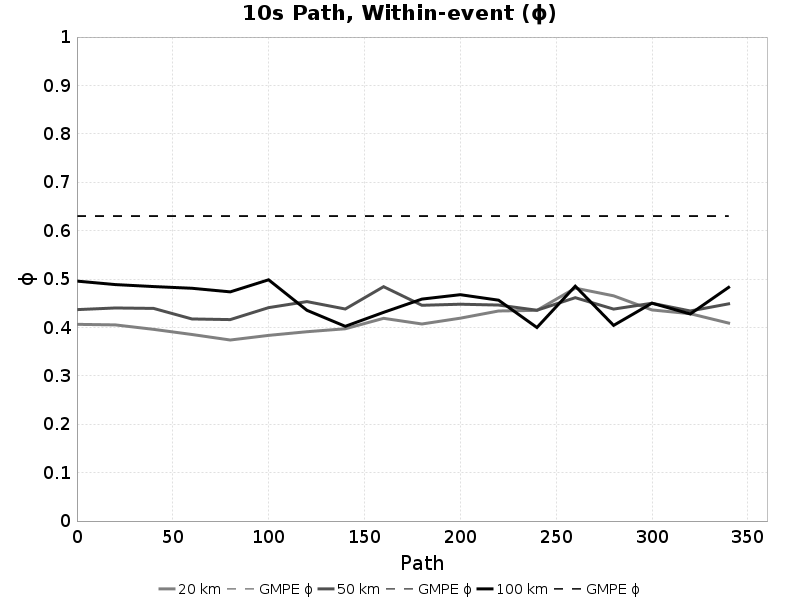 10s Path, Within-event (ϕ)
1
0.9
0.8
0.7
0.6
0.5
0.4
0.3
0.2
0.1
0
ϕ
0 50 100 150 200 250 300 350
Path
20 km GMPE ϕ 50 km GMPE ϕ 100 km GMPE ϕ